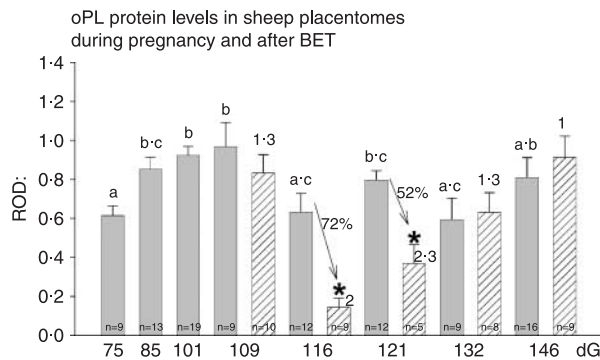 oPL protein levels in sheep placentomes
during pregnancy and after BET
ROD:
1·4
1·2
1·0
0·8
0·6
0·4
0·2
0·0
a
b·c
b
b
1·3
a·c
72%
*
2
b·c
52%
*
2·3
a·c
1·3
a·b
1
n=9
n=13
n=19
n=9
n=10
n=12
n=9
n=12
n=5
n=9
n=8
n=16
n=9
75 85 101 109 116 121 132 146 dG